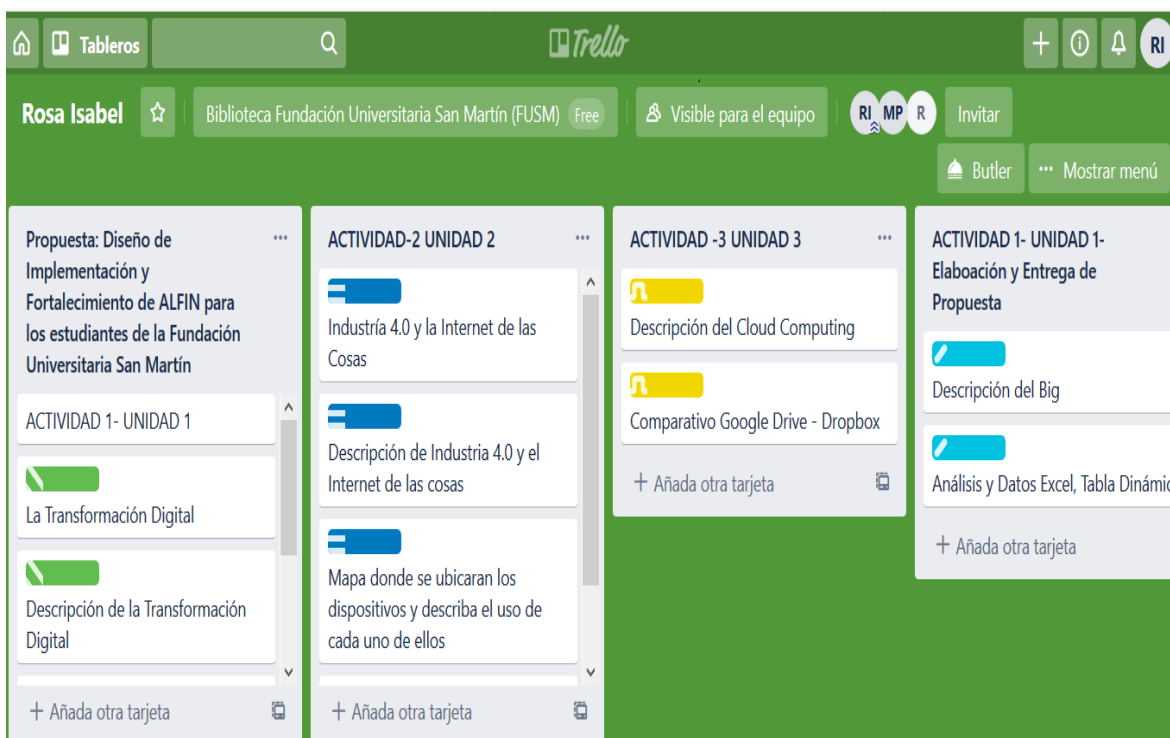 Tableros
Trello
RI
Rosa Isabel
Biblioteca Fundación Universitaria San Martín (FUSM) Free
Visible para el equipo
RI MP R
Invitar
Butler
··· Mostrar menú
Propuesta: Diseño de
Implementación y
Fortalecimiento de ALFIN para
los estudiantes de la Fundación
Universitaria San Martín
ACTIVIDAD 1- UNIDAD 1
La Transformación Digital
Descripción de la Transformación
Digital
+ Añada otra tarjeta
ACTIVIDAD-2 UNIDAD 2
Industría 4.0 y la Internet de las
Cosas
Descripción de Industria 4.0 y el
Internet de las cosas
Mapa donde se ubicaran los
dispositivos y describa el uso de
cada uno de ellos
+ Añada otra tarjeta
ACTIVIDAD -3 UNIDAD 3
Descripción del Cloud Computing
Comparativo Google Drive - Dropbox
+ Añada otra tarjeta
ACTIVIDAD 1- UNIDAD 1-
Elaboación y Entrega de
Propuesta
Descripción del Big
Análisis y Datos Excel, Tabla Dinámic
+ Añada otra tarjeta